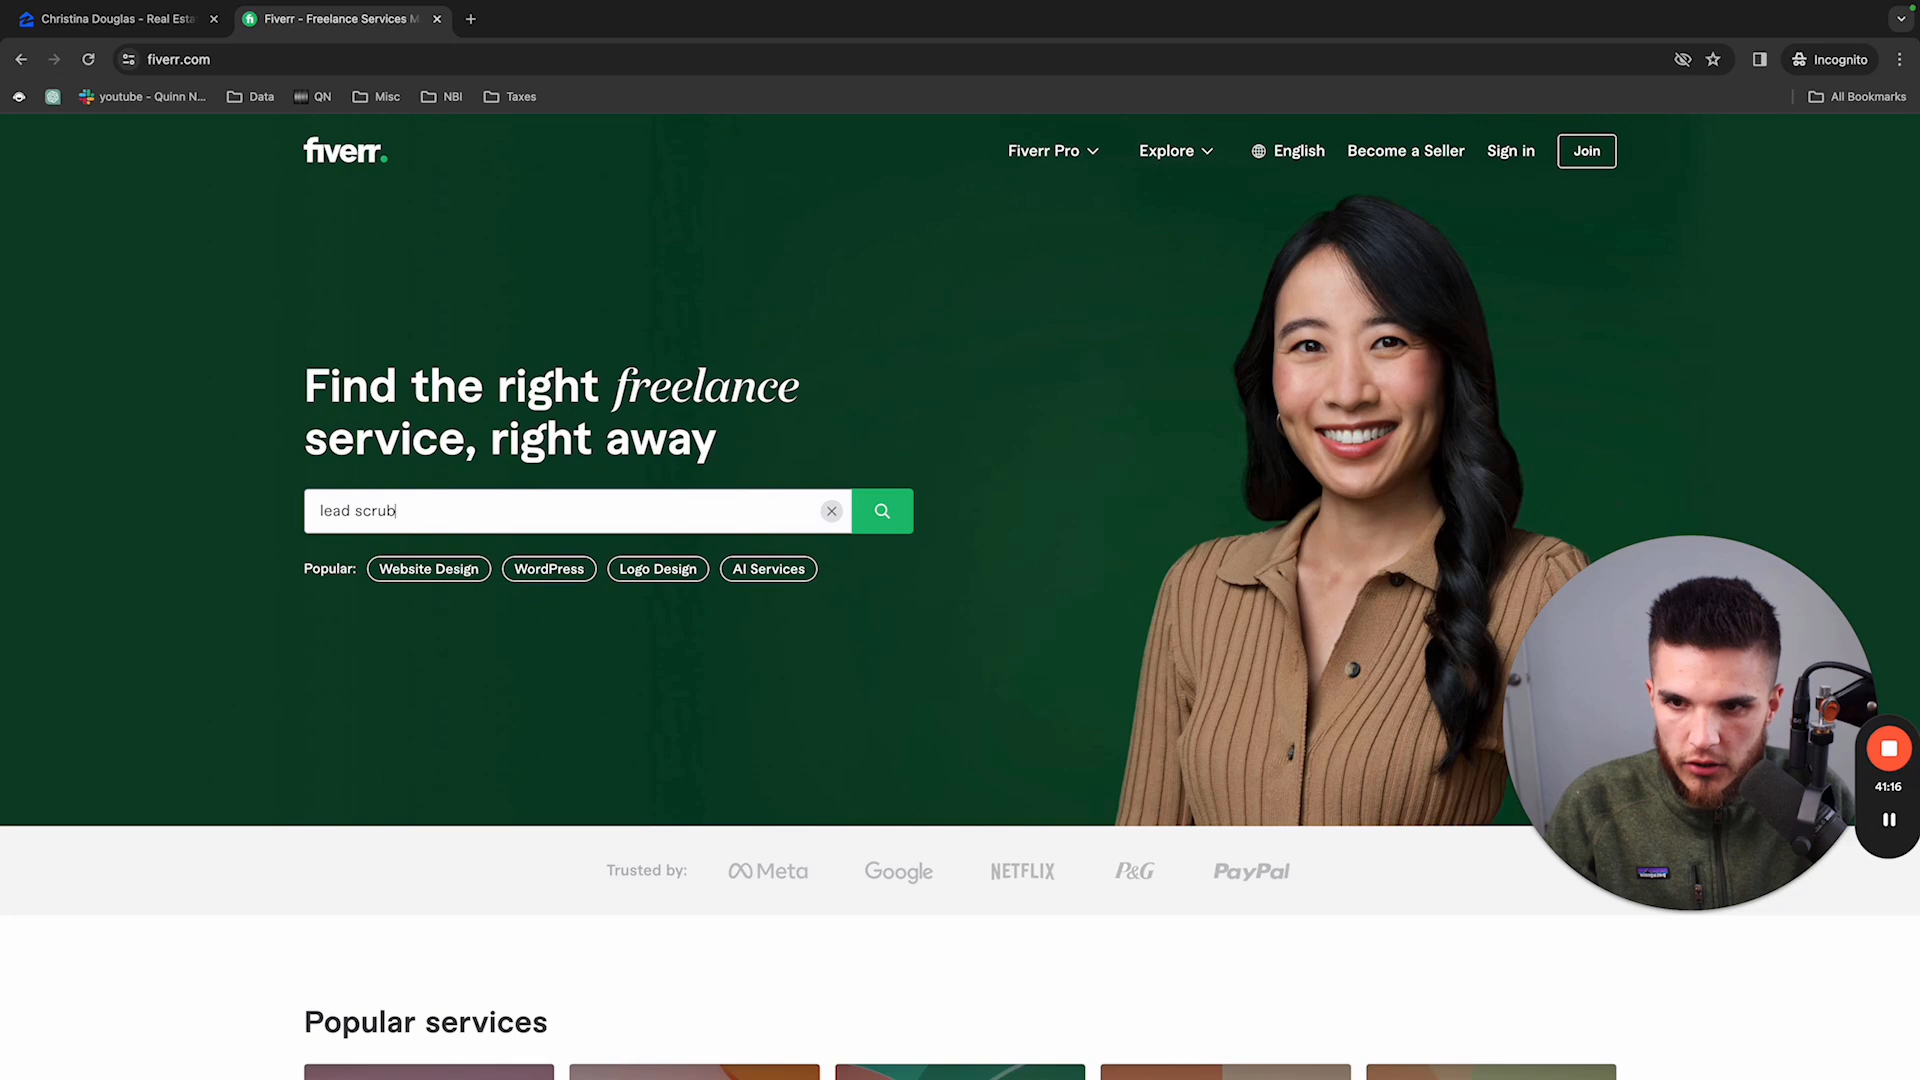 Christina Douglas - Real Esta
Fiverr - Freelance Services M
fiverr.com
Incognito
youtube - Quinn N...
Data
QN
Misc
NBI
Taxes
All Bookmarks
fiverr.
Fiverr Pro
Explore
English
Become a Seller
Sign in
Join
Find the right freelance
service, right away
lead scrub
Popular:
Website Design
WordPress
Logo Design
AI Services
41:16
Trusted by:
Meta
Google
NETFLIX
P&G
PayPal
Popular services